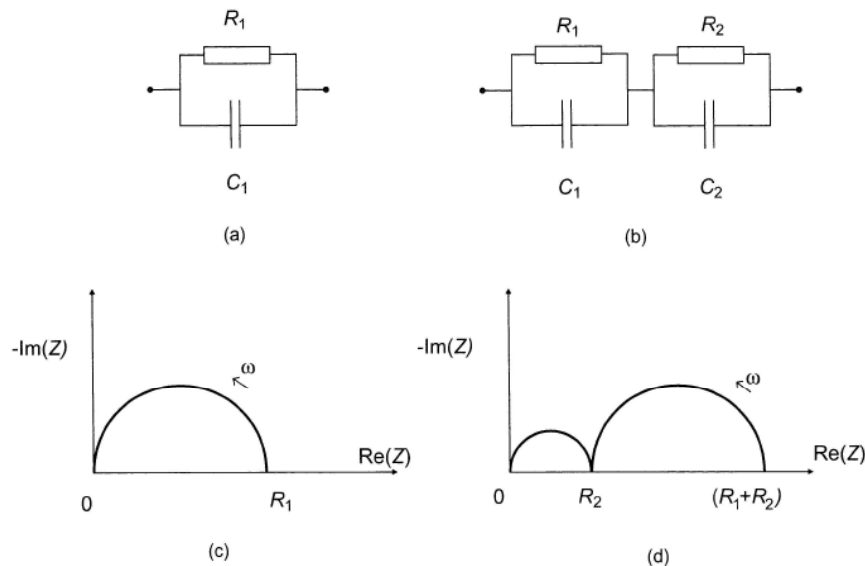 R₁
R₁ R₂
C₁
C₁ C₂
(a)
(b)
-Im(Z)
ω
Re(Z)
0 R₁
(c)
-Im(Z)
ω
Re(Z)
0 R₂ (R₁+R₂)
(d)